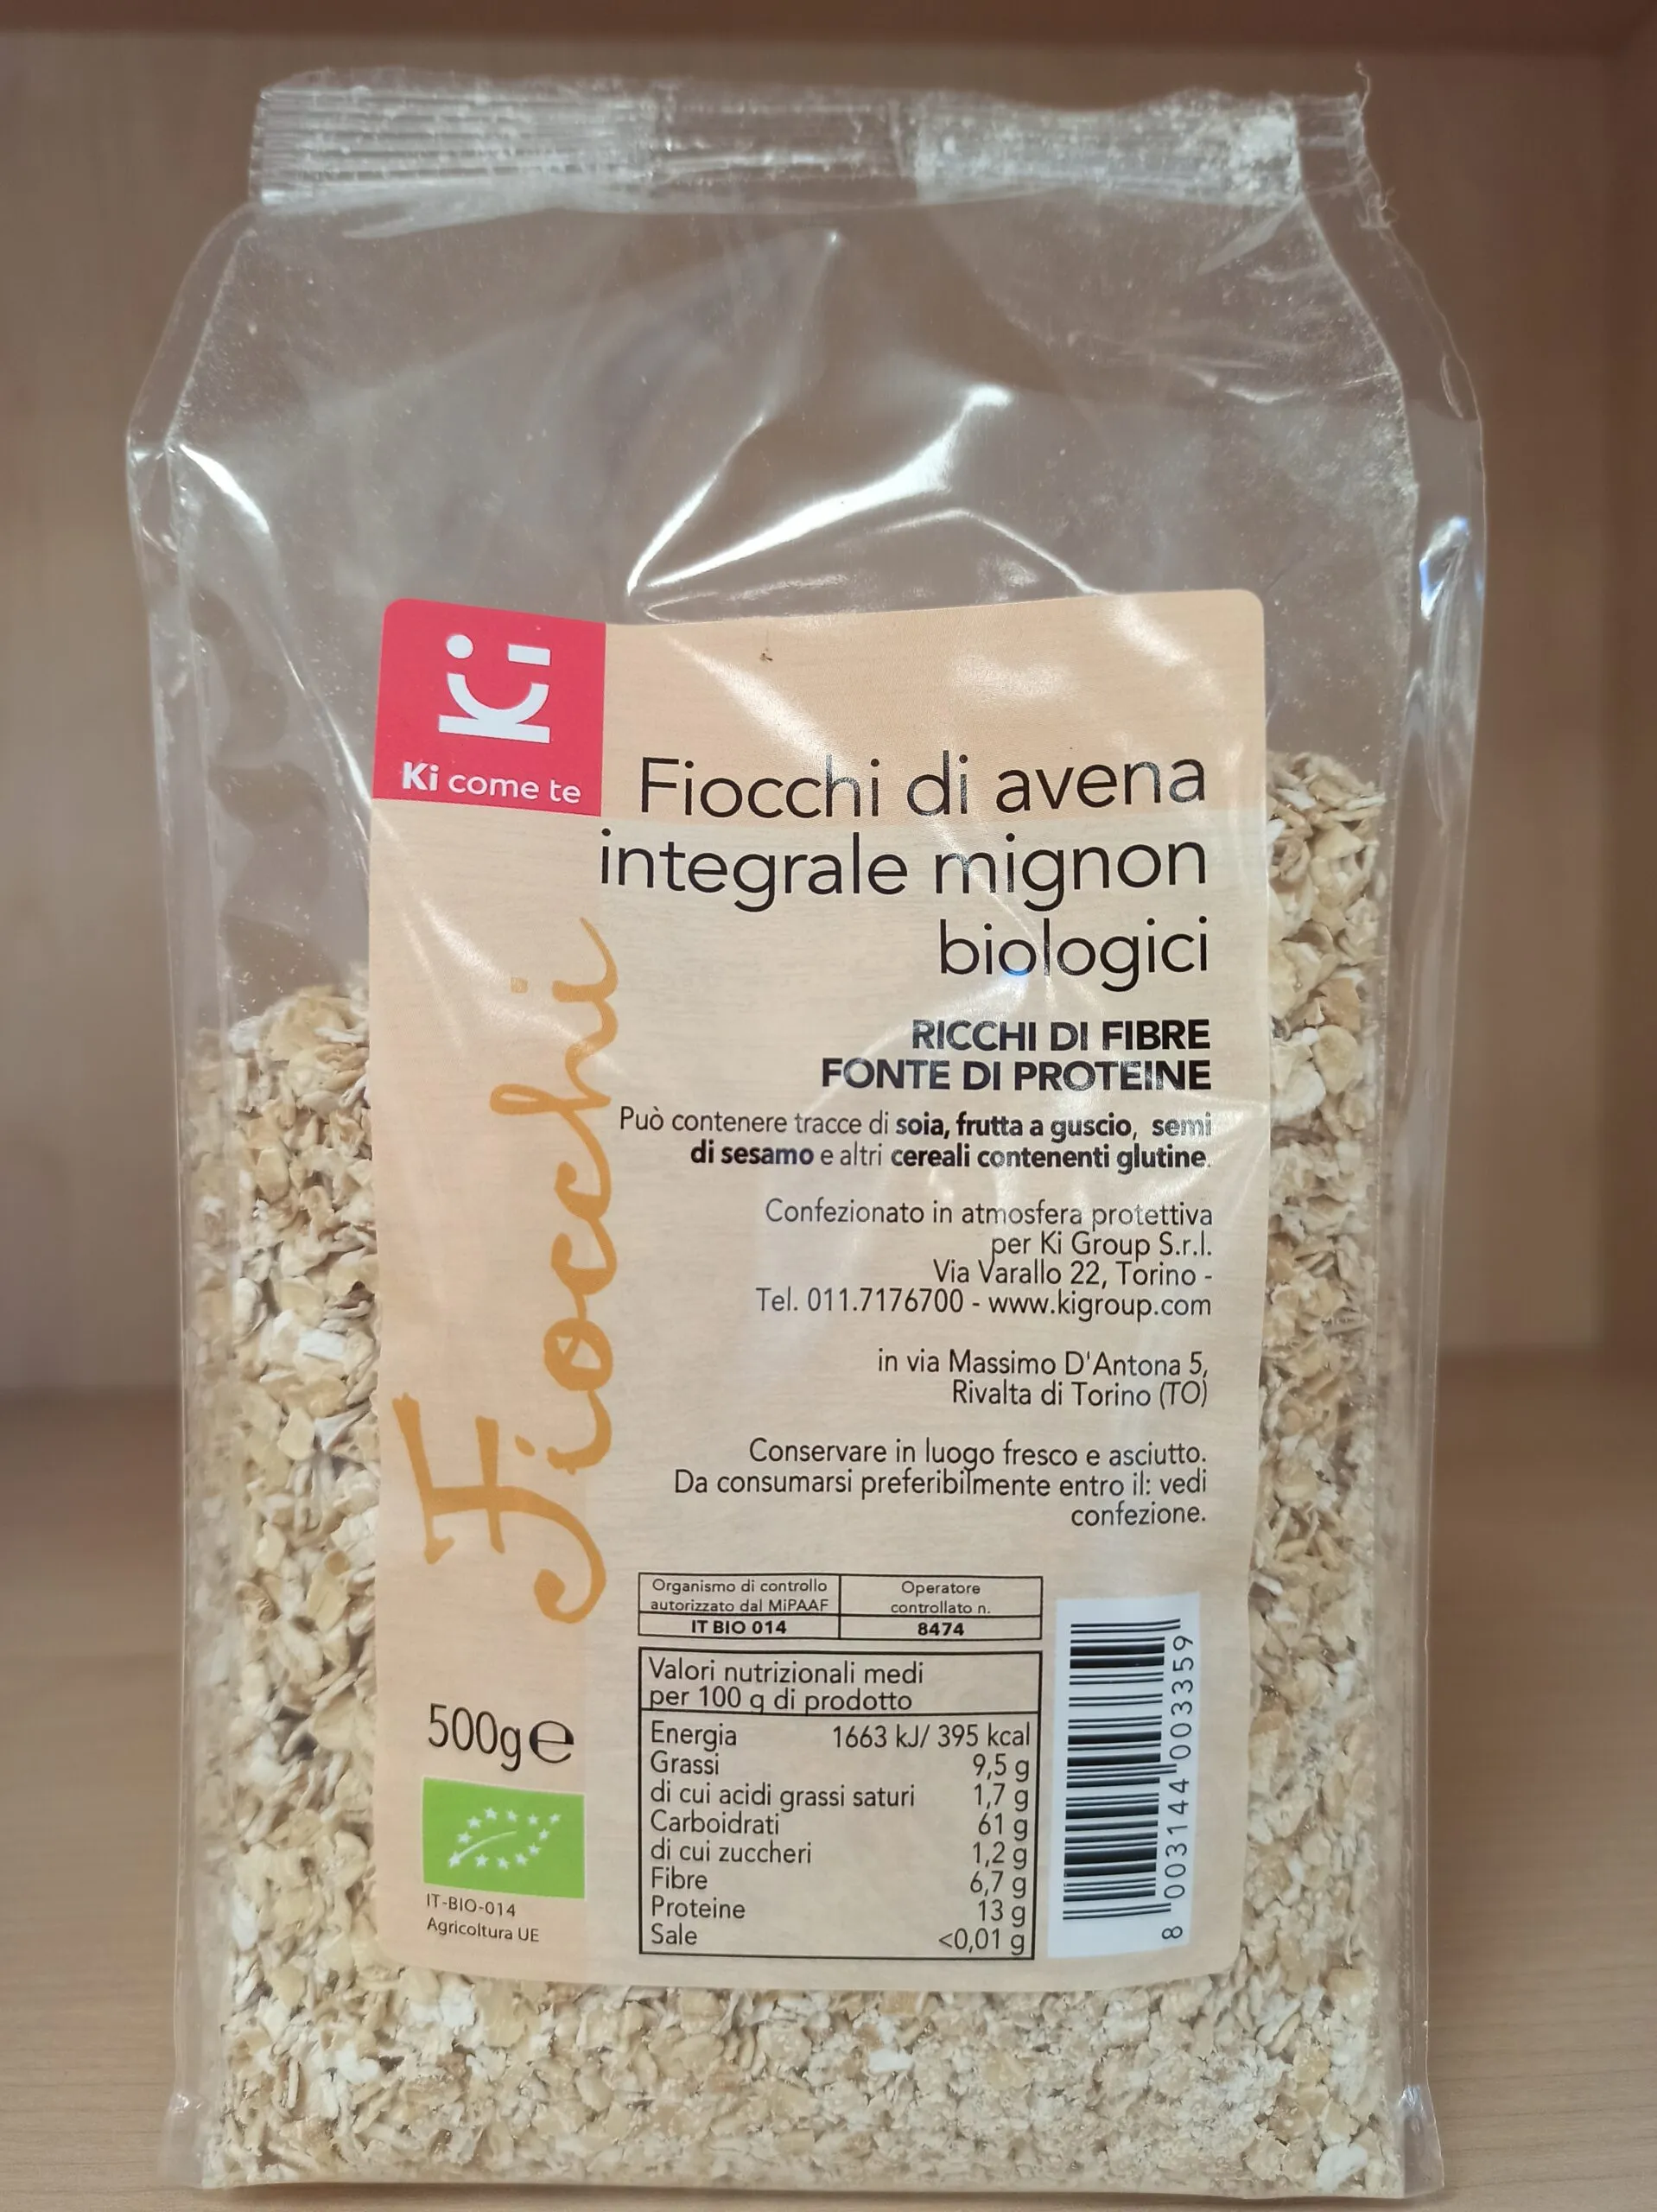 Ki
Ki come te
Fiocchi di avena
integrale mignon
biologici
RICCHI DI FIBRE
FONTE DI PROTEINE
Può contenere tracce di soia, frutta a guscio, semi
di sesamo e altri cereali contenenti glutine.
Confezionato in atmosfera protettiva
per Ki Group S.r.l.
Via Varallo 22, Torino -
Tel. 011.7176700 - www.kigroup.com
in via Massimo D'Antona 5,
Rivalta di Torino (TO)
Conservare in luogo fresco e asciutto.
Da consumarsi preferibilmente entro il: vedi
confezione.
Fiocchi
Organismo di controllo
autorizzato dal MiPAAF
IT BIO 014
Operatore
controllato n.
8474
Valori nutrizionali medi
per 100 g di prodotto
Energia 1663 kJ/ 395 kcal
Grassi 9,5 g
di cui acidi grassi saturi 1,7 g
Carboidrati 61 g
di cui zuccheri 1,2 g
Fibre 6,7 g
Proteine 13 g
Sale <0,01 g
500g e
IT-BIO-014
Agricoltura UE
8 003144 003359